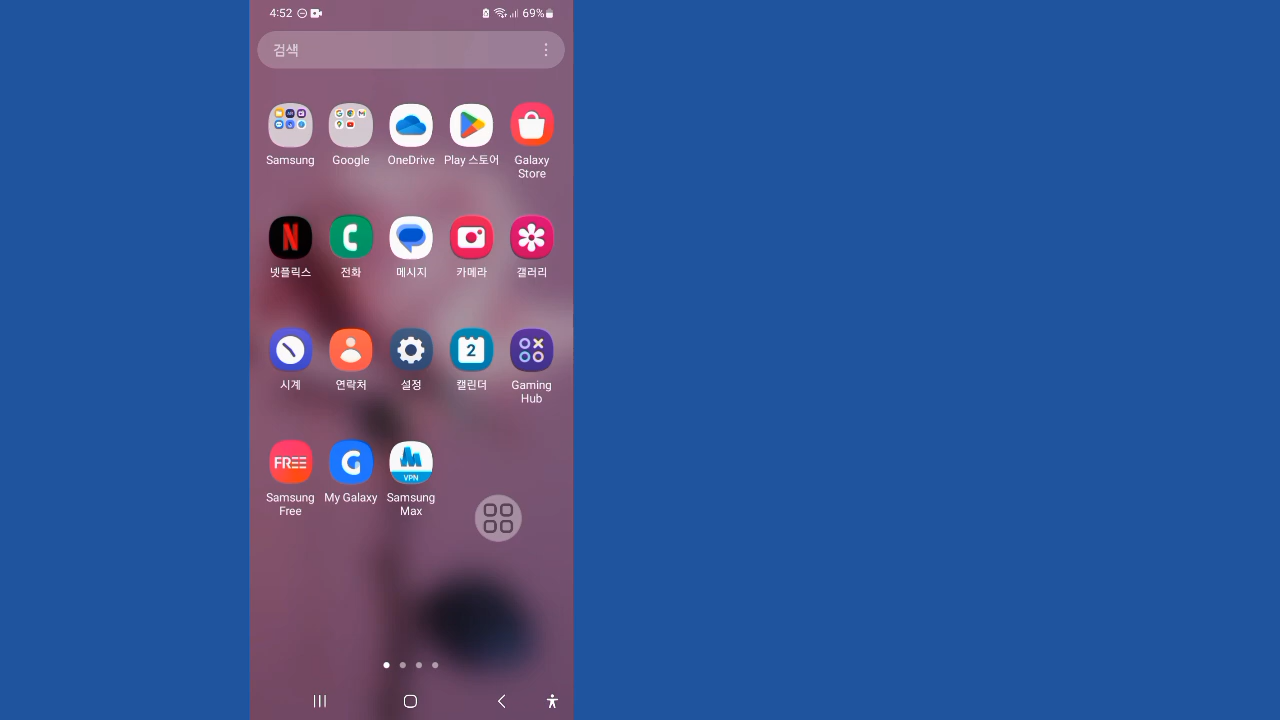 4:52
69%
검색
Samsung
Google
OneDrive
Play 스토어
Galaxy
Store
넷플릭스
전화
메시지
카메라
갤러리
시계
연락처
설정
2
캘린더
Gaming
Hub
FREE
Samsung
Free
My Galaxy
VPN
Samsung
Max